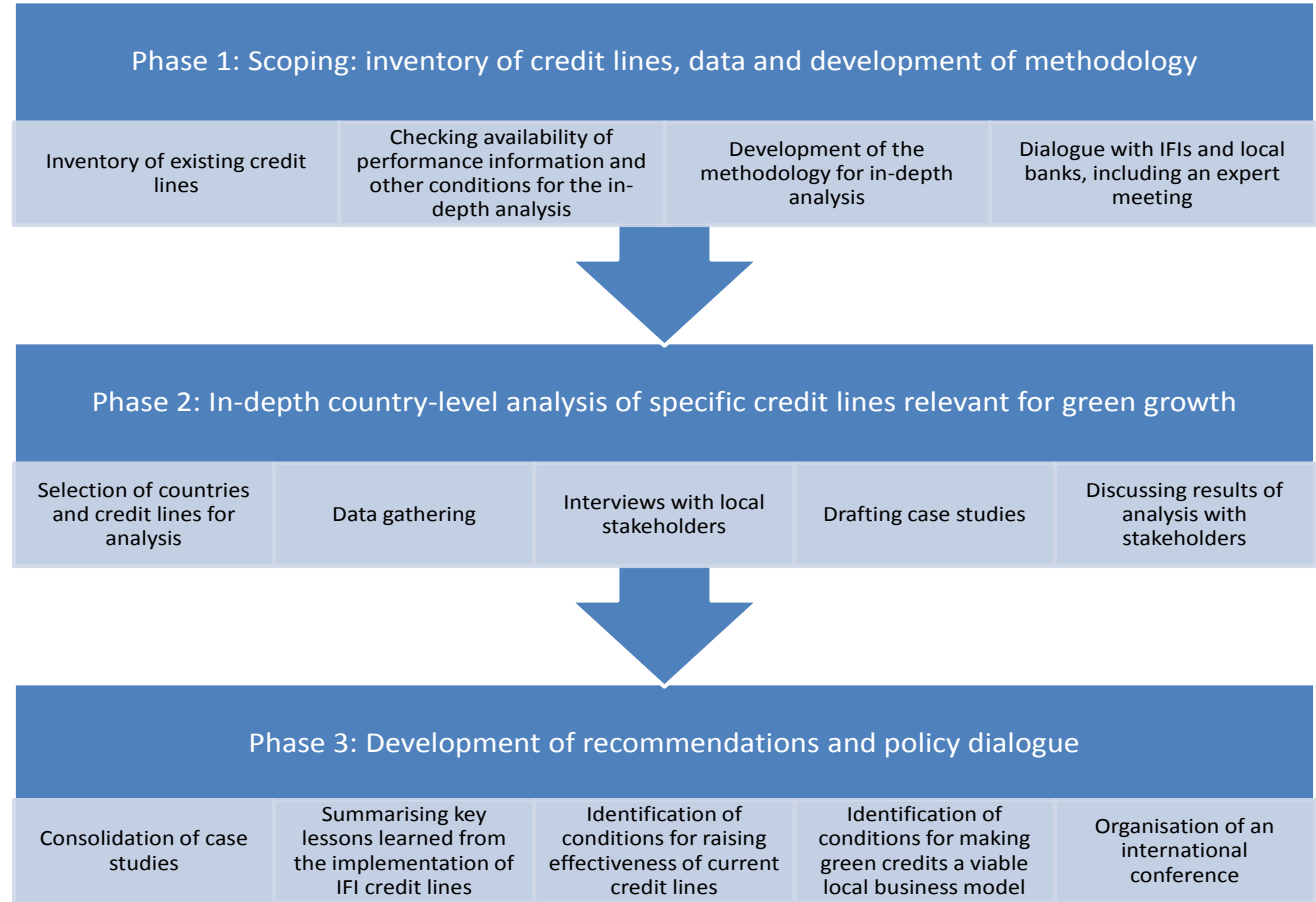 Phase 1: Scoping: inventory of credit lines, data and development of methodology
Inventory of existing credit
lines
Checking availability of
performance information and
other conditions for the in-
depth analysis
Development of the
methodology for in-depth
analysis
Dialogue with IFIs and local
banks, including an expert
meeting
Phase 2: In-depth country-level analysis of specific credit lines relevant for green growth
Selection of countries
and credit lines for
analysis
Data gathering
Interviews with local
stakeholders
Drafting case studies
Discussing results of
analysis with
stakeholders
Phase 3: Development of recommendations and policy dialogue
Consolidation of case
studies
Summarising key
lessons learned from
the implementation of
IFI credit lines
Identification of
conditions for raising
effectiveness of current
credit lines
Identification of
conditions for making
green credits a viable
local business model
Organisation of an
international
conference